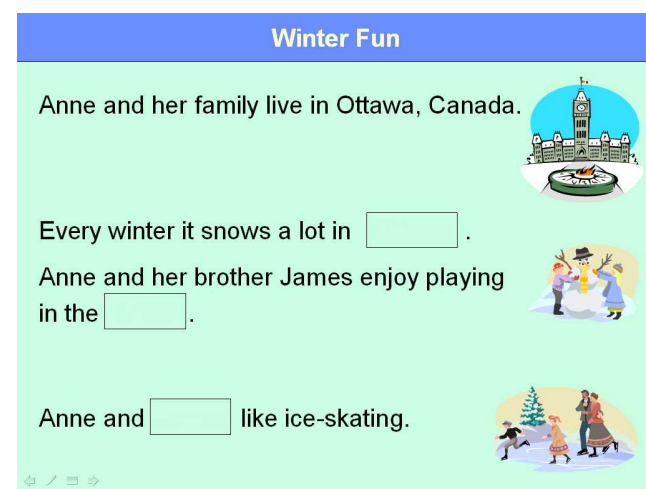 Winter Fun
Anne and her family live in Ottawa, Canada.
Every winter it snows a lot in .
Anne and her brother James enjoy playing
in the .
Anne and like ice-skating.